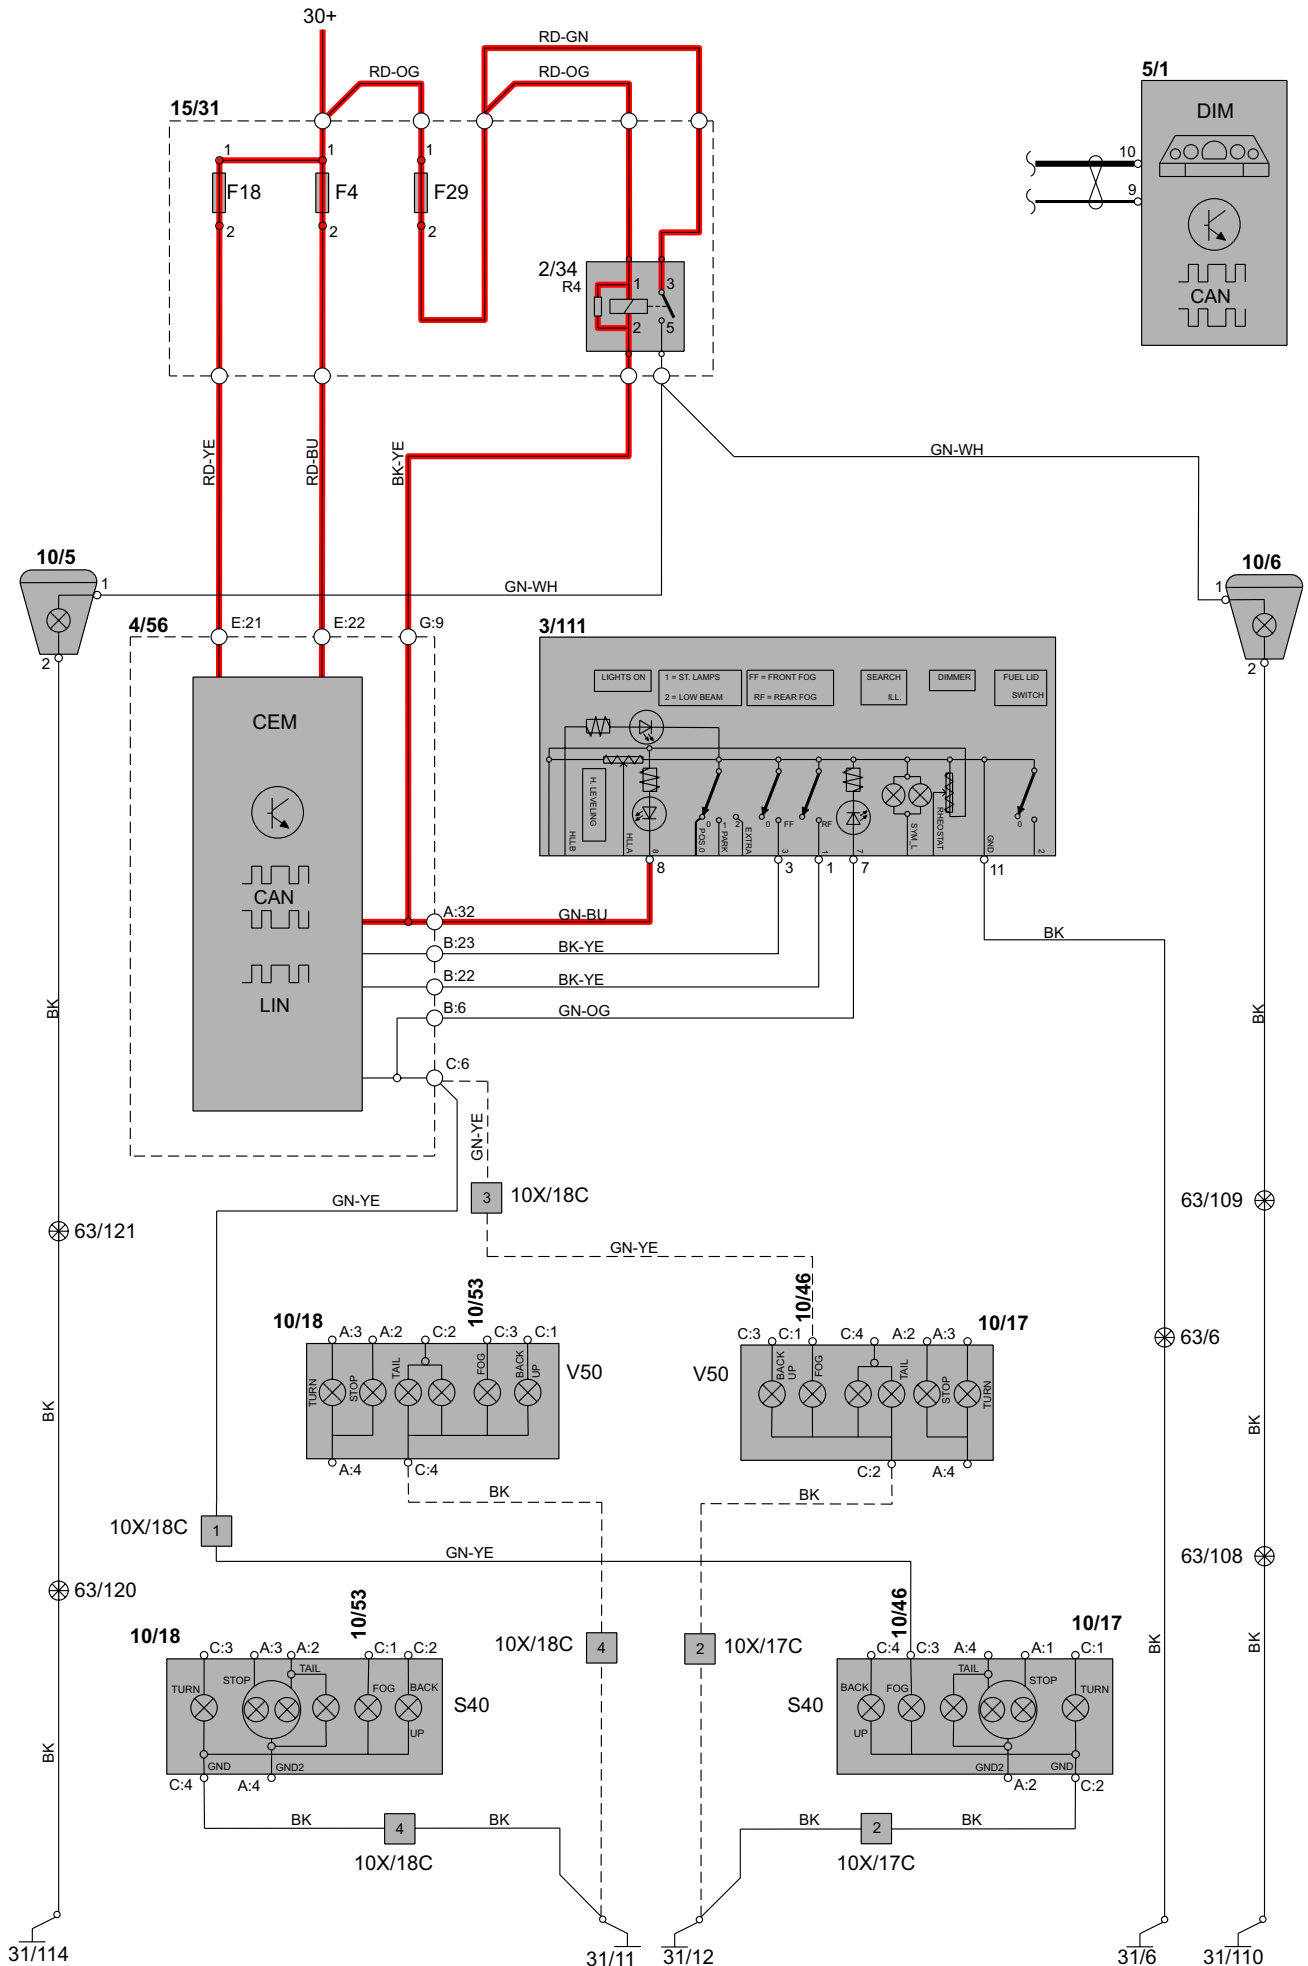 30+
RD-GN
RD-OG
RD-OG
5/1
15/31
DIM
10
9
CAN
1
1
1
F18
F4
F29
2
2
2
2/34
R4
1
3
2
5
RD-YE
RD-BU
BK-YE
GN-WH
10/5
1
2
GN-WH
10/6
1
2
4/56
E:21
E:22
G:9
3/111
LIGHTS ON
1 = ST. LAMPS
2 = LOW BEAM
FF = FRONT FOG
RF = REAR FOG
SEARCH
ILL.
DIMMER
FUEL LID
SWITCH
CEM
CAN
LIN
H. LEVELING
HLLB
HLLA
8
POS.0
0
1
PARK
2
EXTRA
0
FF
3
RF
1
7
SYM_L
RHEOSTAT
GND
0
2
8
3
1
7
11
A:32
GN-BU
B:23
BK-YE
B:22
BK-YE
B:6
GN-OG
C:6
BK
BK
BK
GN-YE
GN-YE
3
10X/18C
GN-YE
63/121
63/109
63/6
10/18
10/53
A:3
A:2
C:2
C:3
C:1
TURN
STOP
TAIL
FOG
BACK
UP
V50
A:4
C:4
10/46
10/17
C:3
C:1
C:4
A:2
A:3
V50
BACK
UP
FOG
TAIL
STOP
TURN
C:2
A:4
BK
BK
BK
BK
10X/18C
1
GN-YE
63/120
63/108
10/18
10/53
C:3
A:3
A:2
C:1
C:2
TURN
STOP
TAIL
FOG
BACK
UP
S40
GND
GND2
C:4
A:4
10X/18C
4
2
10X/17C
10/46
10/17
C:4
C:3
A:4
A:1
C:1
S40
BACK
UP
FOG
TAIL
STOP
TURN
GND2
GND
A:2
C:2
BK
BK
BK
BK
4
BK
10X/18C
BK
2
BK
10X/17C
31/114
31/11
31/12
31/6
31/110